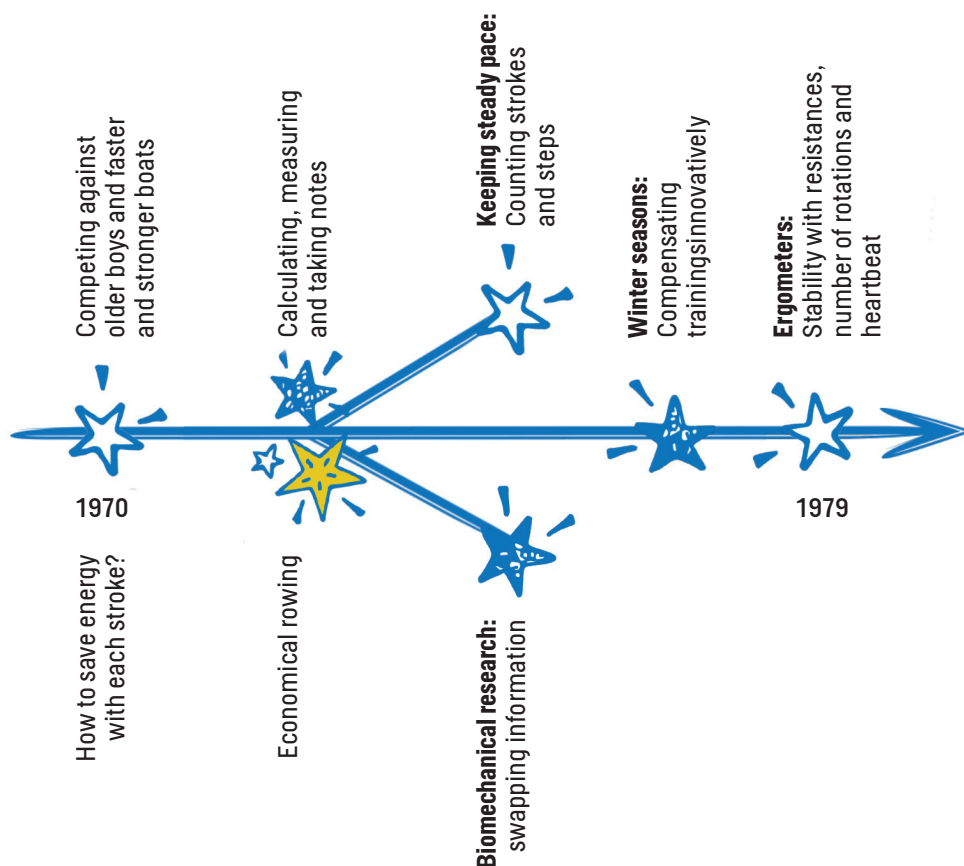 1970
Competing against
older boys and faster
and stronger boats
How to save energy
with each stroke?
Calculating, measuring
and taking notes
Economical rowing
Keeping steady pace:
Counting strokes
and steps
Biomechanical research:
swapping information
Winter seasons:
Compensating
trainingsinnovatively
1979
Ergometers:
Stability with resistances,
number of rotations and
heartbeat